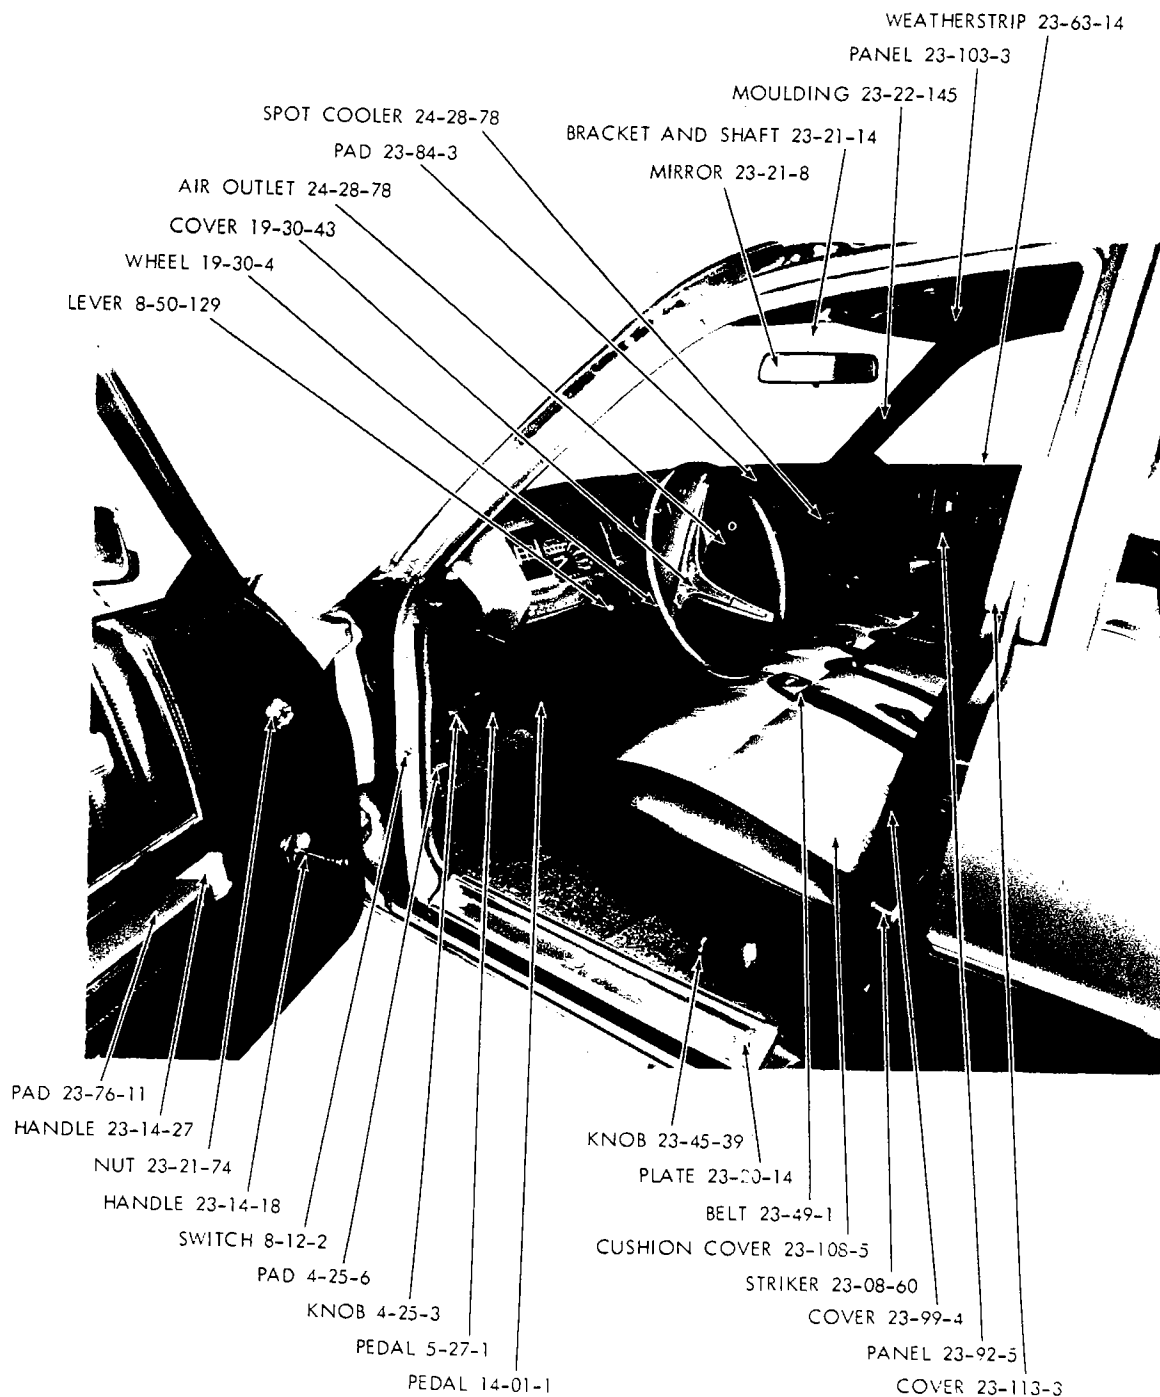 WEATHERSTRIP 23-63-14
PANEL 23-103-3
MOULDING 23-22-145
SPOT COOLER 24-28-78
BRACKET AND SHAFT 23-21-14
PAD 23-84-3
MIRROR 23-21-8
AIR OUTLET 24-28-78
COVER 19-30-43
WHEEL 19-30-4
LEVER 8-50-129
PAD 23-76-11
HANDLE 23-14-27
NUT 23-21-74
HANDLE 23-14-18
SWITCH 8-12-2
PAD 4-25-6
KNOB 4-25-3
PEDAL 5-27-1
PEDAL 14-01-1
KNOB 23-45-39
PLATE 23-20-14
BELT 23-49-1
CUSHION COVER 23-108-5
STRIKER 23-08-60
COVER 23-99-4
PANEL 23-92-5
COVER 23-113-3